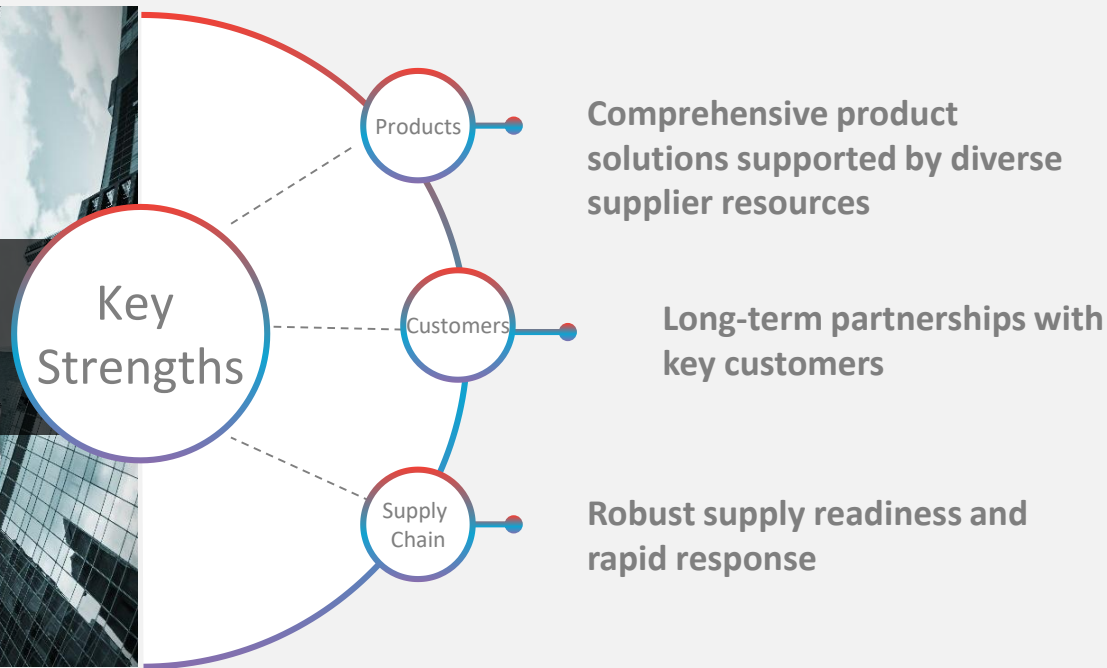 Key
Strengths
Products
Comprehensive product
solutions supported by diverse
supplier resources
Customers
Long-term partnerships with
key customers
Supply
Chain
Robust supply readiness and
rapid response